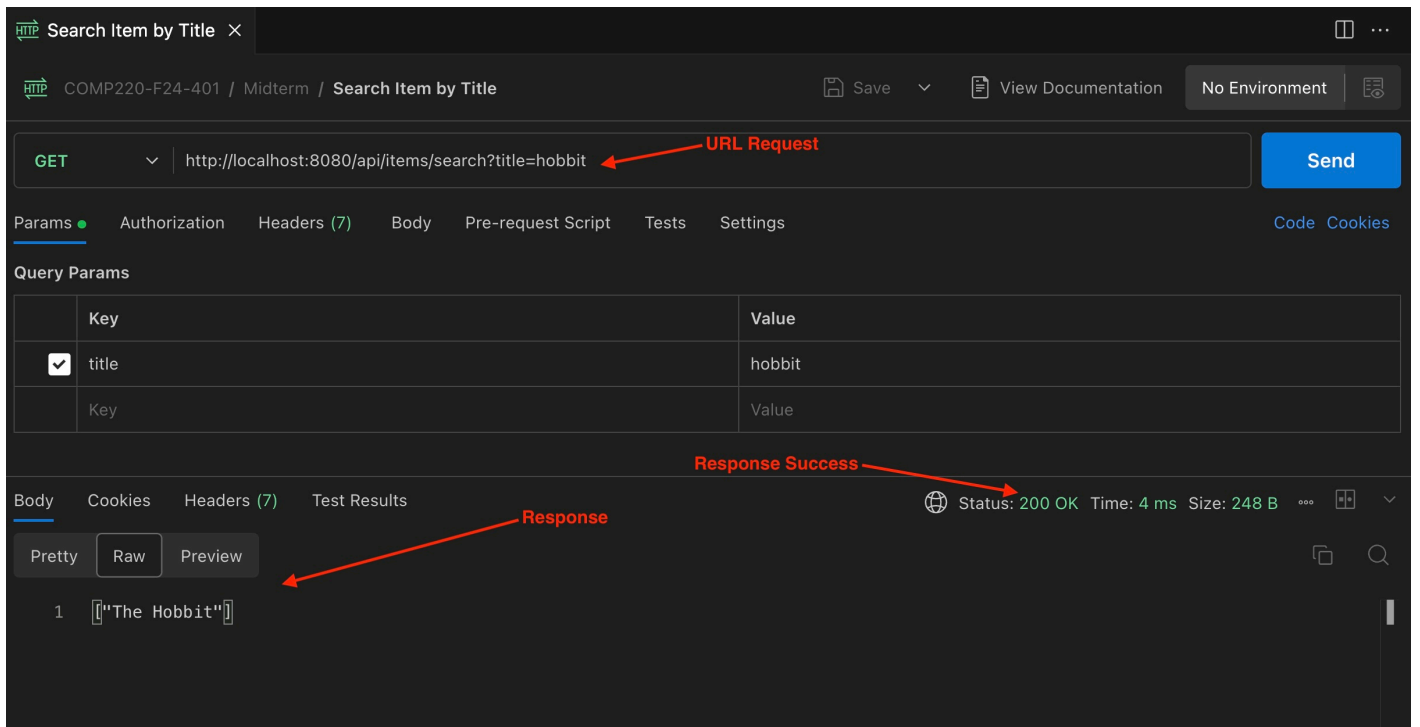 HTTP Search Item by Title ×
HTTP COMP220-F24-401 / Midterm / Search Item by Title Save View Documentation No Environment
GET http://localhost:8080/api/items/search?title=hobbit URL Request Send
Params Authorization Headers (7) Body Pre-request Script Tests Settings Code Cookies
Query Params
Key Value
title hobbit
Key Value
Response Success
Body Cookies Headers (7) Test Results Status: 200 OK Time: 4 ms Size: 248 B
Response
Pretty Raw Preview
1 ["The Hobbit"]